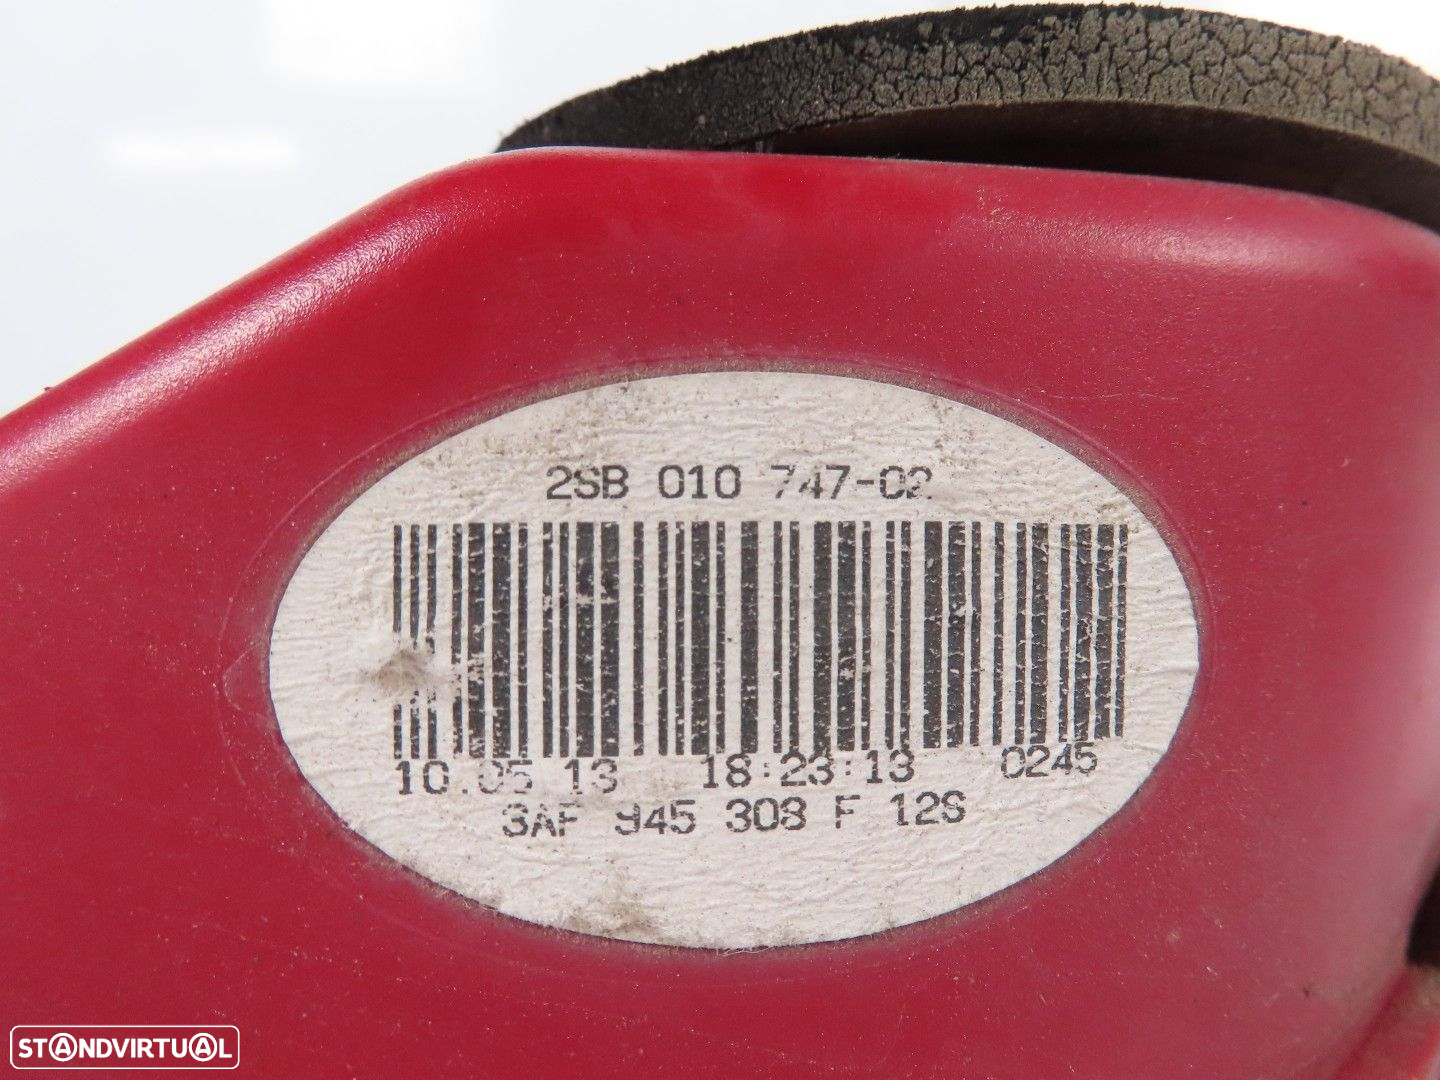 2SB 010 747-02
10.05 13 18:23:13 0245
3AF 945 308 F 12S
STANDVIRTUAL